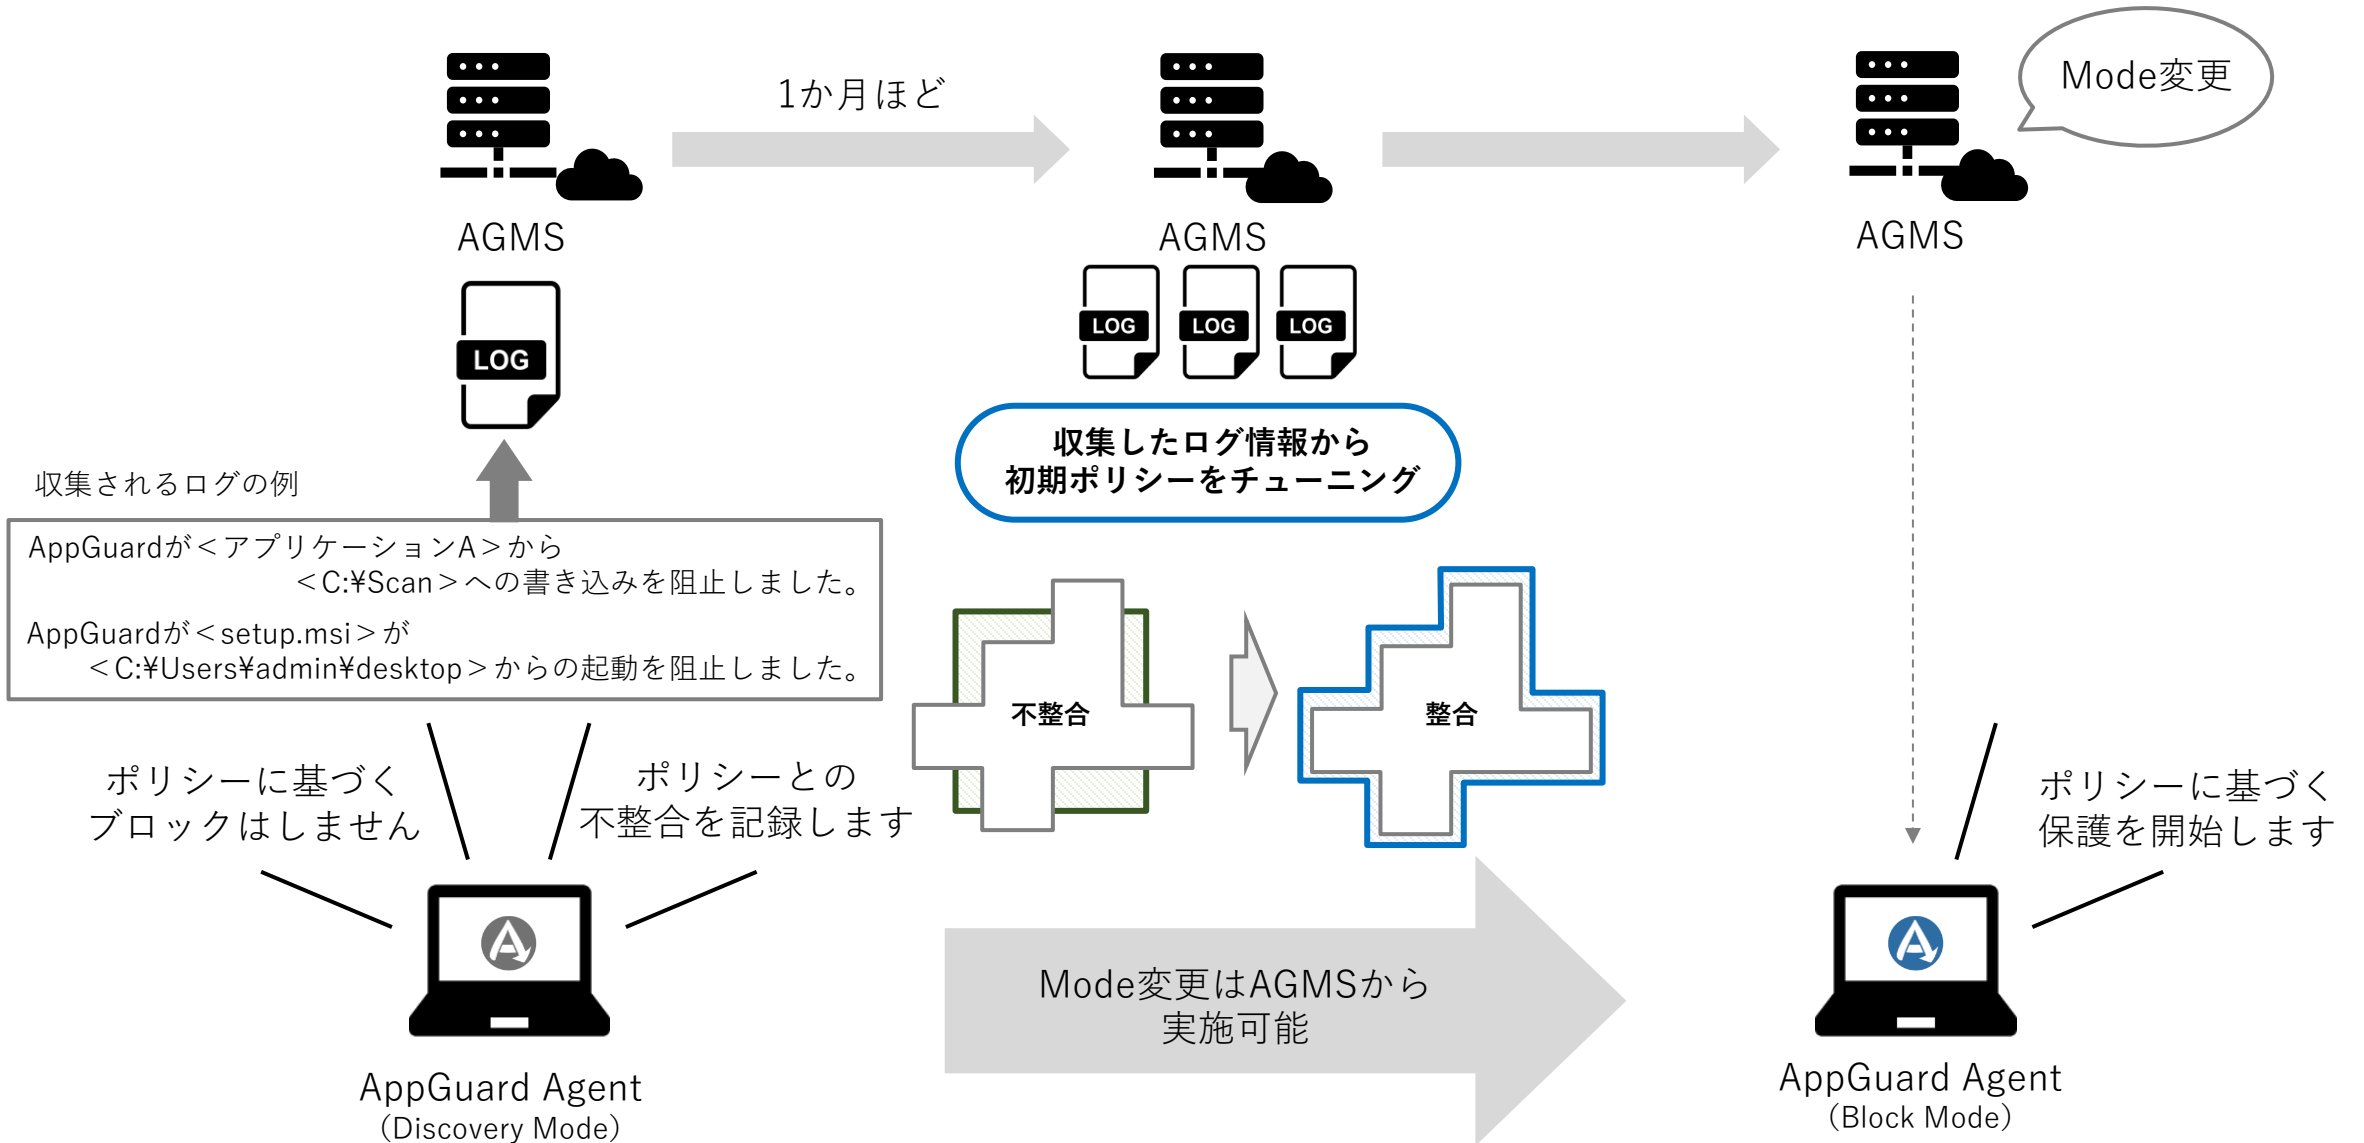 1か月ほど
Mode変更
AGMS
AGMS
AGMS
LOG
LOG
LOG
LOG
収集したログ情報から
初期ポリシーをチューニング
収集されるログの例
AppGuardが＜アプリケーションA＞から
＜C:¥Scan＞への書き込みを阻止しました。
AppGuardが＜setup.msi＞が
＜C:¥Users¥admin¥desktop＞からの起動を阻止しました。
不整合
整合
ポリシーに基づく
ブロックはしません
ポリシーとの
不整合を記録します
ポリシーに基づく
保護を開始します
Mode変更はAGMSから
実施可能
AppGuard Agent
（Discovery Mode）
AppGuard Agent
（Block Mode）